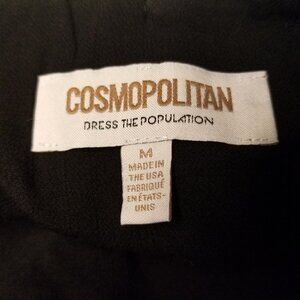 COSMOPOLITAN
DRESS THE POPULATION
M
MADE IN
THE USA
FABRIQUÉ
EN ÉTATS-
UNIS